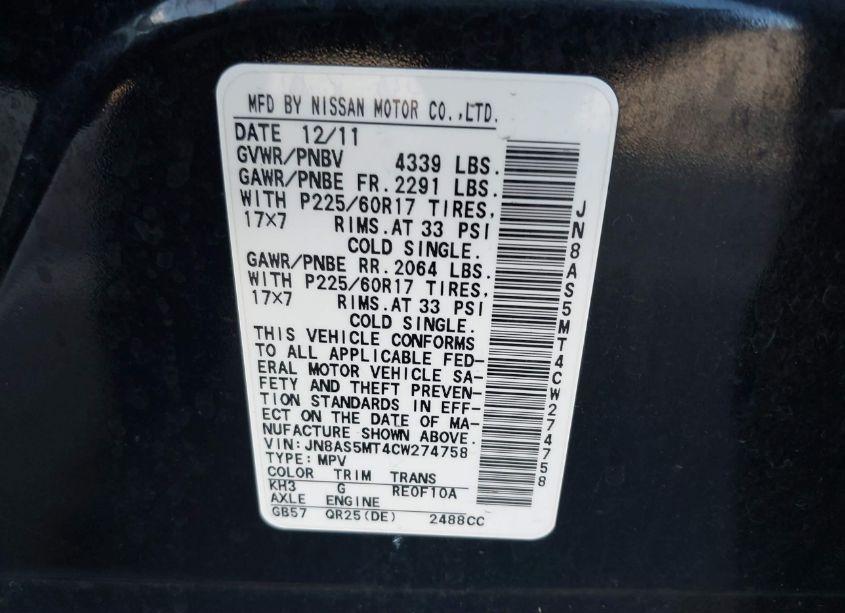 MFD BY NISSAN MOTOR CO.,LTD.
DATE 12/11
GVWR/PNBV 4339 LBS.
GAWR/PNBE FR. 2291 LBS.
WITH P225/60R17 TIRES,
17×7 RIMS.AT 33 PSI
COLD SINGLE.
GAWR/PNBE RR. 2064 LBS.
WITH P225/60R17 TIRES,
17×7 RIMS.AT 33 PSI
COLD SINGLE.
THIS VEHICLE CONFORMS
TO ALL APPLICABLE FED-
ERAL MOTOR VEHICLE SA-
FETY AND THEFT PREVEN-
TION STANDARDS IN EFF-
ECT ON THE DATE OF MA-
NUFACTURE SHOWN ABOVE.
VIN: JN8AS5MT4CW274758
TYPE: MPV
COLOR TRIM TRANS
KH3 G RE0F10A
AXLE ENGINE
GB57 QR25(DE) 2488CC
JN8AS5MT4CW274758